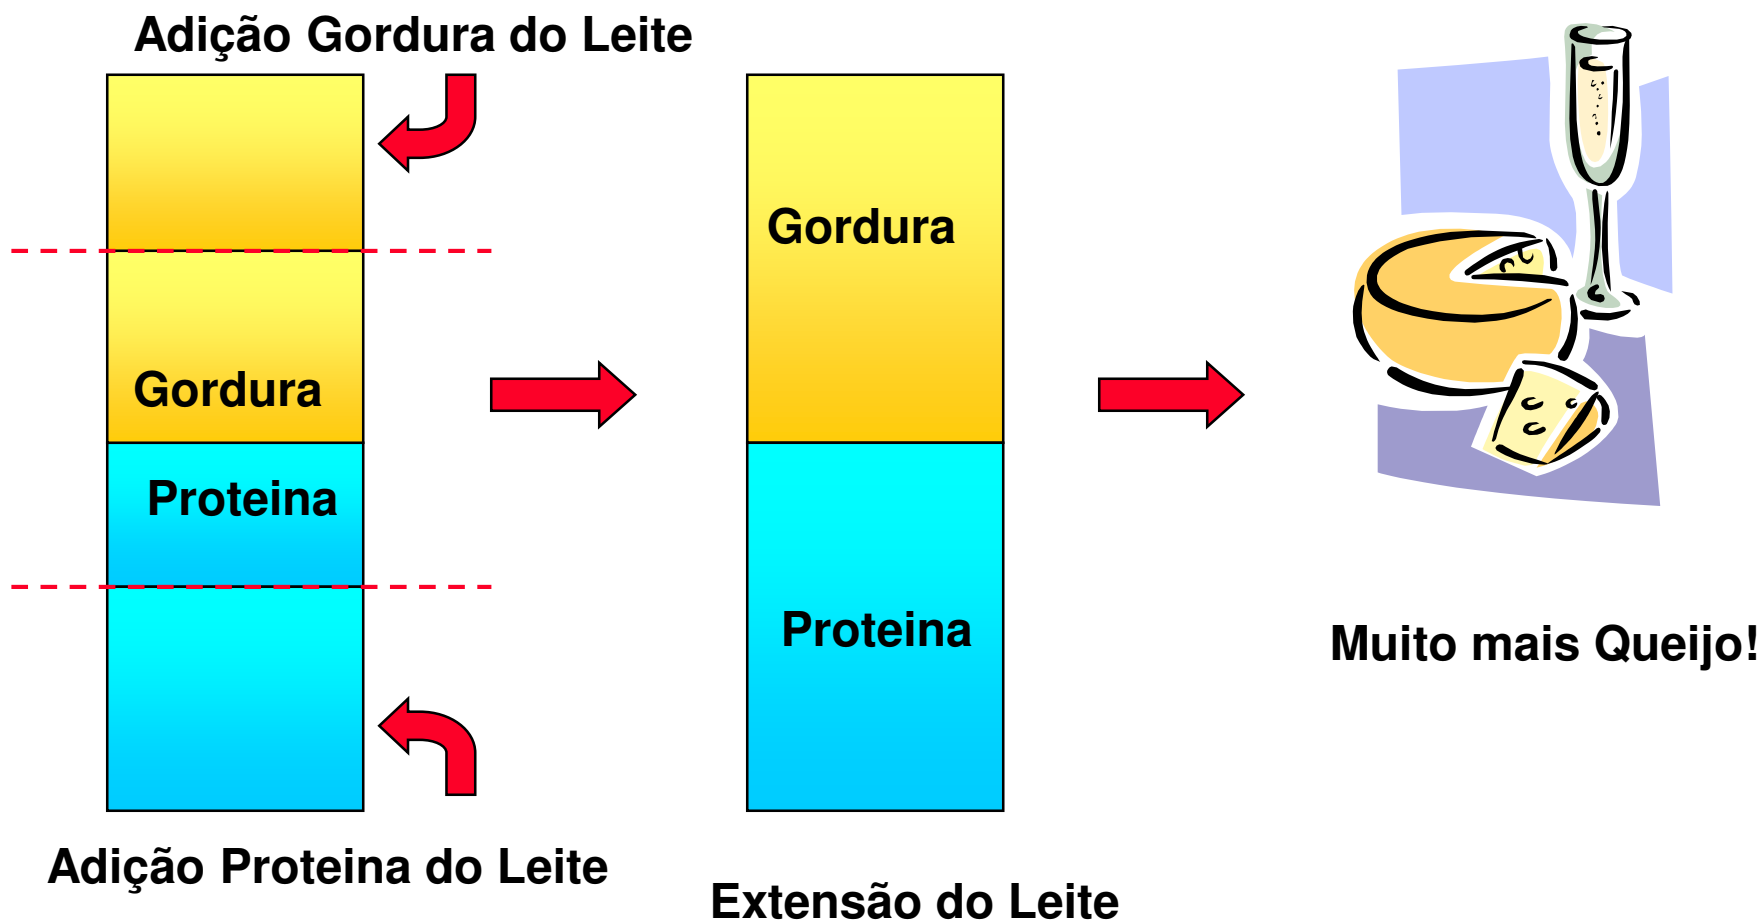 Adição Gordura do Leite
Gordura
Proteina
Adição Proteina do Leite
Gordura
Proteina
Extensão do Leite
Muito mais Queijo!